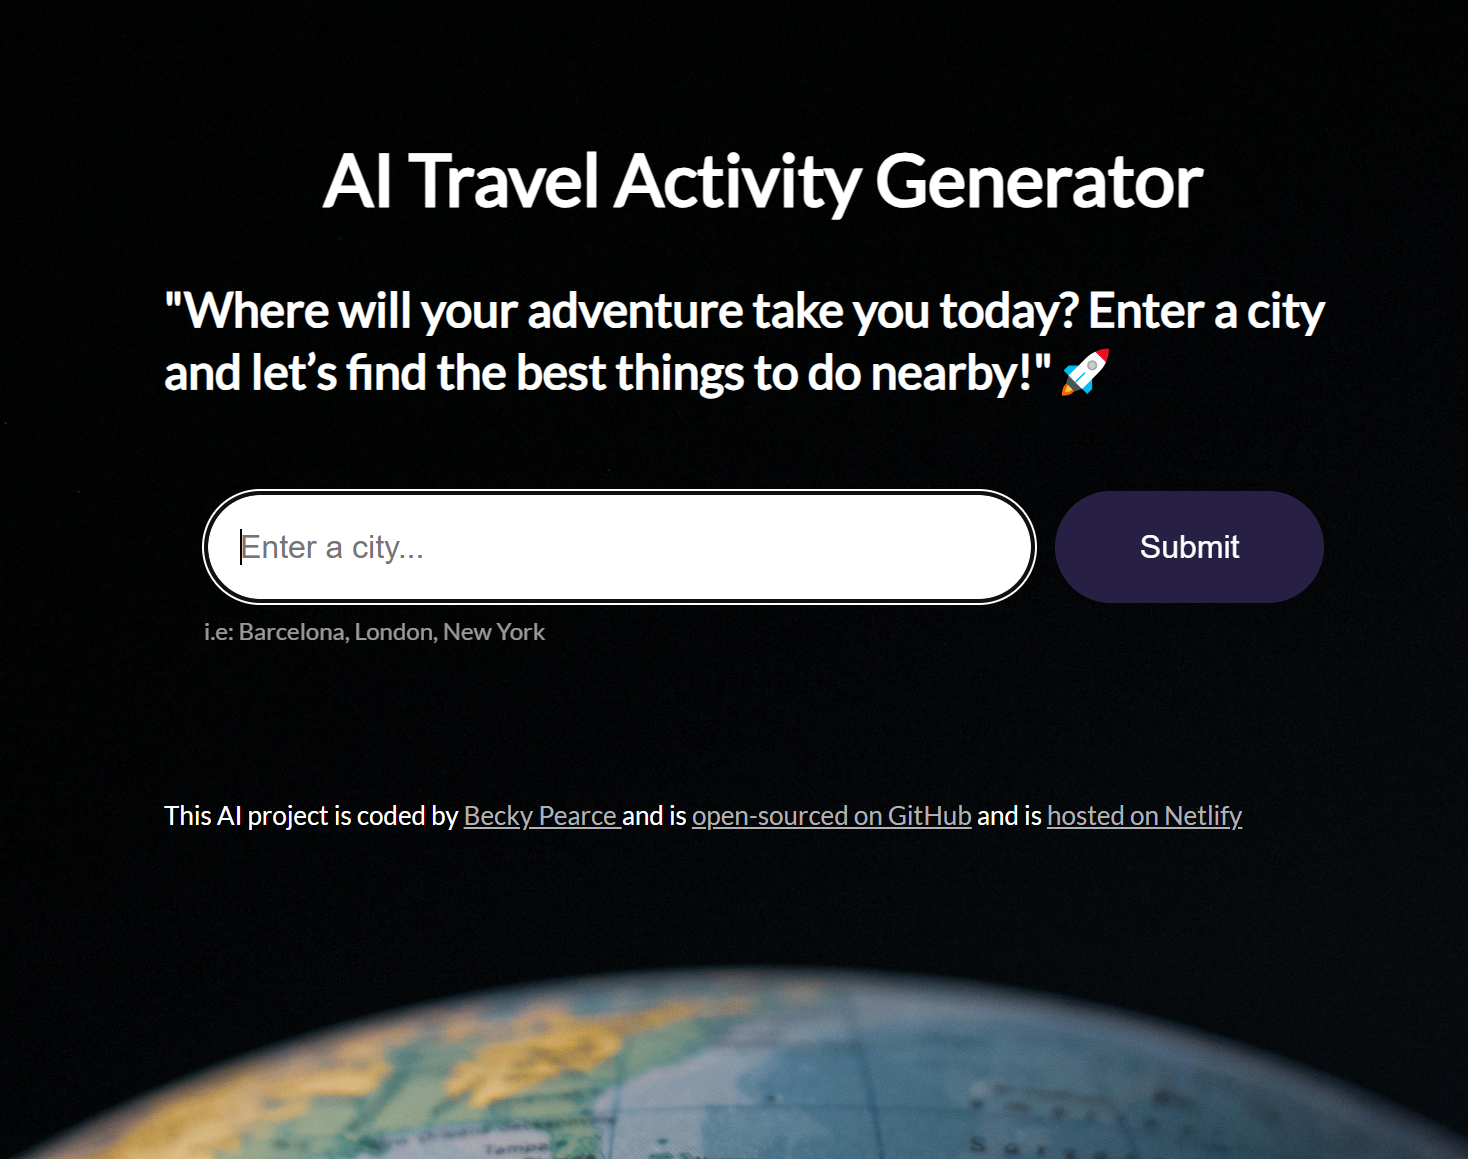 AI Travel Activity Generator
"Where will your adventure take you today? Enter a city
and let’s find the best things to do nearby!" 🚀
Enter a city...
Submit
i.e: Barcelona, London, New York
This AI project is coded by Becky Pearce and is open-sourced on GitHub and is hosted on Netlify
Tampa
S a r g a